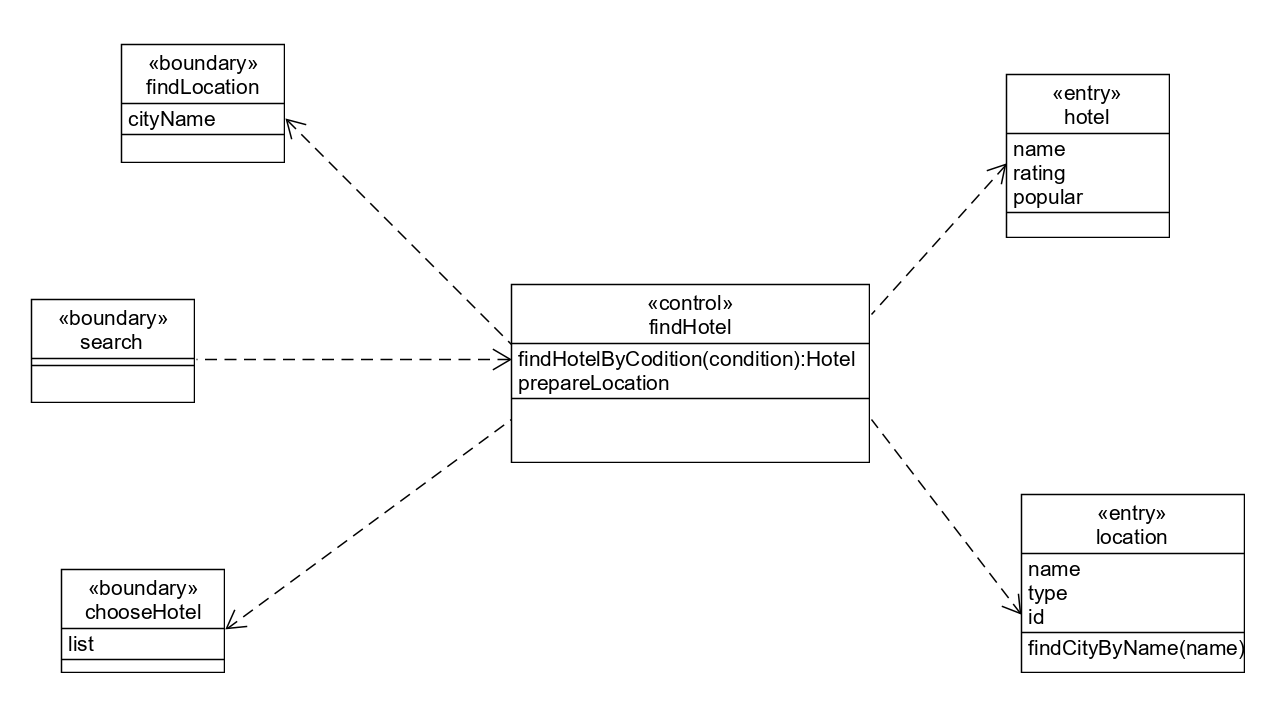 «boundary»
findLocation
cityName
«entry»
hotel
name
rating
popular
«boundary»
search
«control»
findHotel
findHotelByCodition(condition):Hotel
prepareLocation
«boundary»
chooseHotel
list
«entry»
location
name
type
id
findCityByName(name)